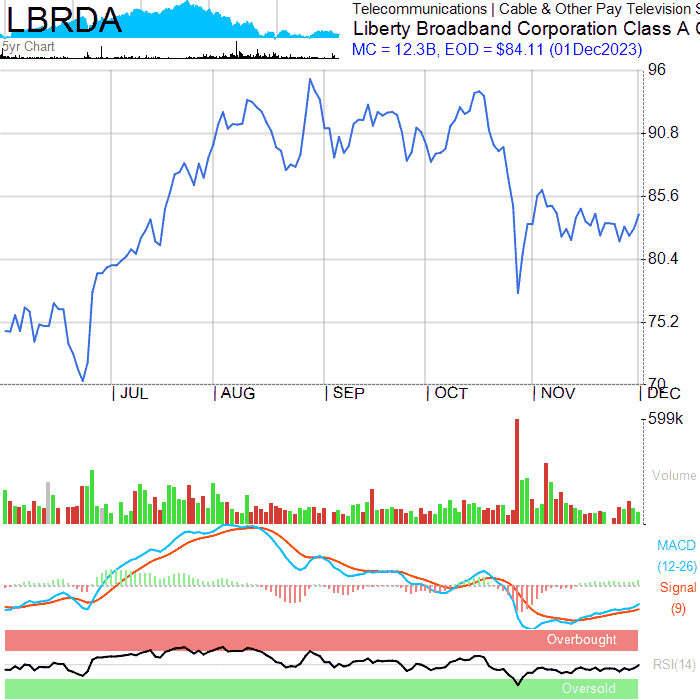 LBRDA
5yr Chart
Telecommunications | Cable & Other Pay Television S
Liberty Broadband Corporation Class A C
MC = 12.3B, EOD = $84.11 (01Dec2023)
96
90.8
85.6
80.4
75.2
70
JUL
AUG
SEP
OCT
NOV
DEC
599k
Volume
MACD
(12-26)
Signal
(9)
Overbought
RSI(14)
Oversold